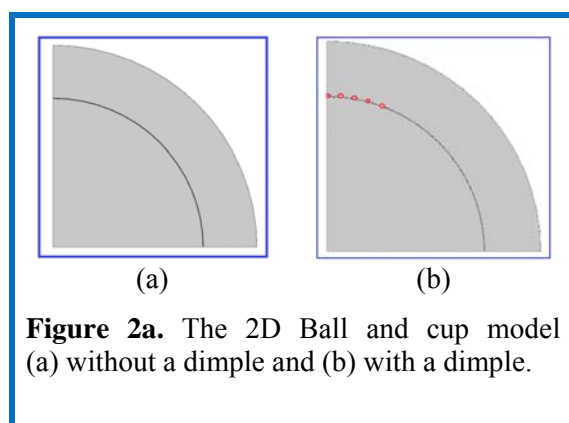 (a) (b)
Figure 2a. The 2D Ball and cup model
(a) without a dimple and (b) with a dimple.